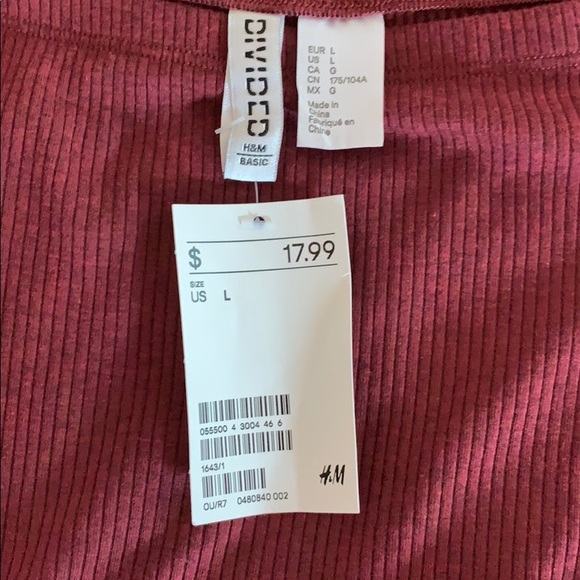 DIVIDED
H&M
BASIC
EUR L
US L
CA G
CN 175/104A
MX G
Made in
China
Fabriqué en
Chine
$ 17.99
SIZE
US L
055500 4 3004 46 6
1643/1
OU/R7 0480840 002
H&M